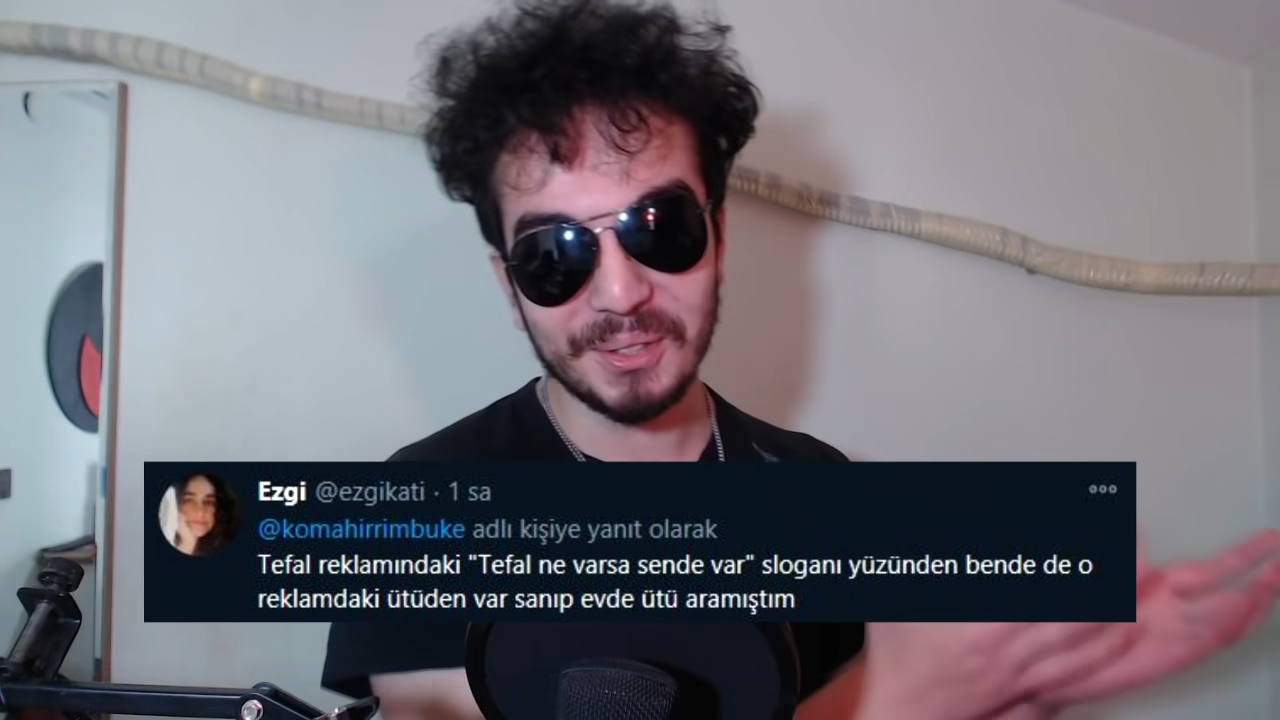 Ezgi @ezgikati · 1 sa
@komahirrimbuke adlı kişiye yanıt olarak
Tefal reklamındaki "Tefal ne varsa sende var" sloganı yüzünden bende de o
reklamdaki ütüden var sanıp evde ütü aramıştım